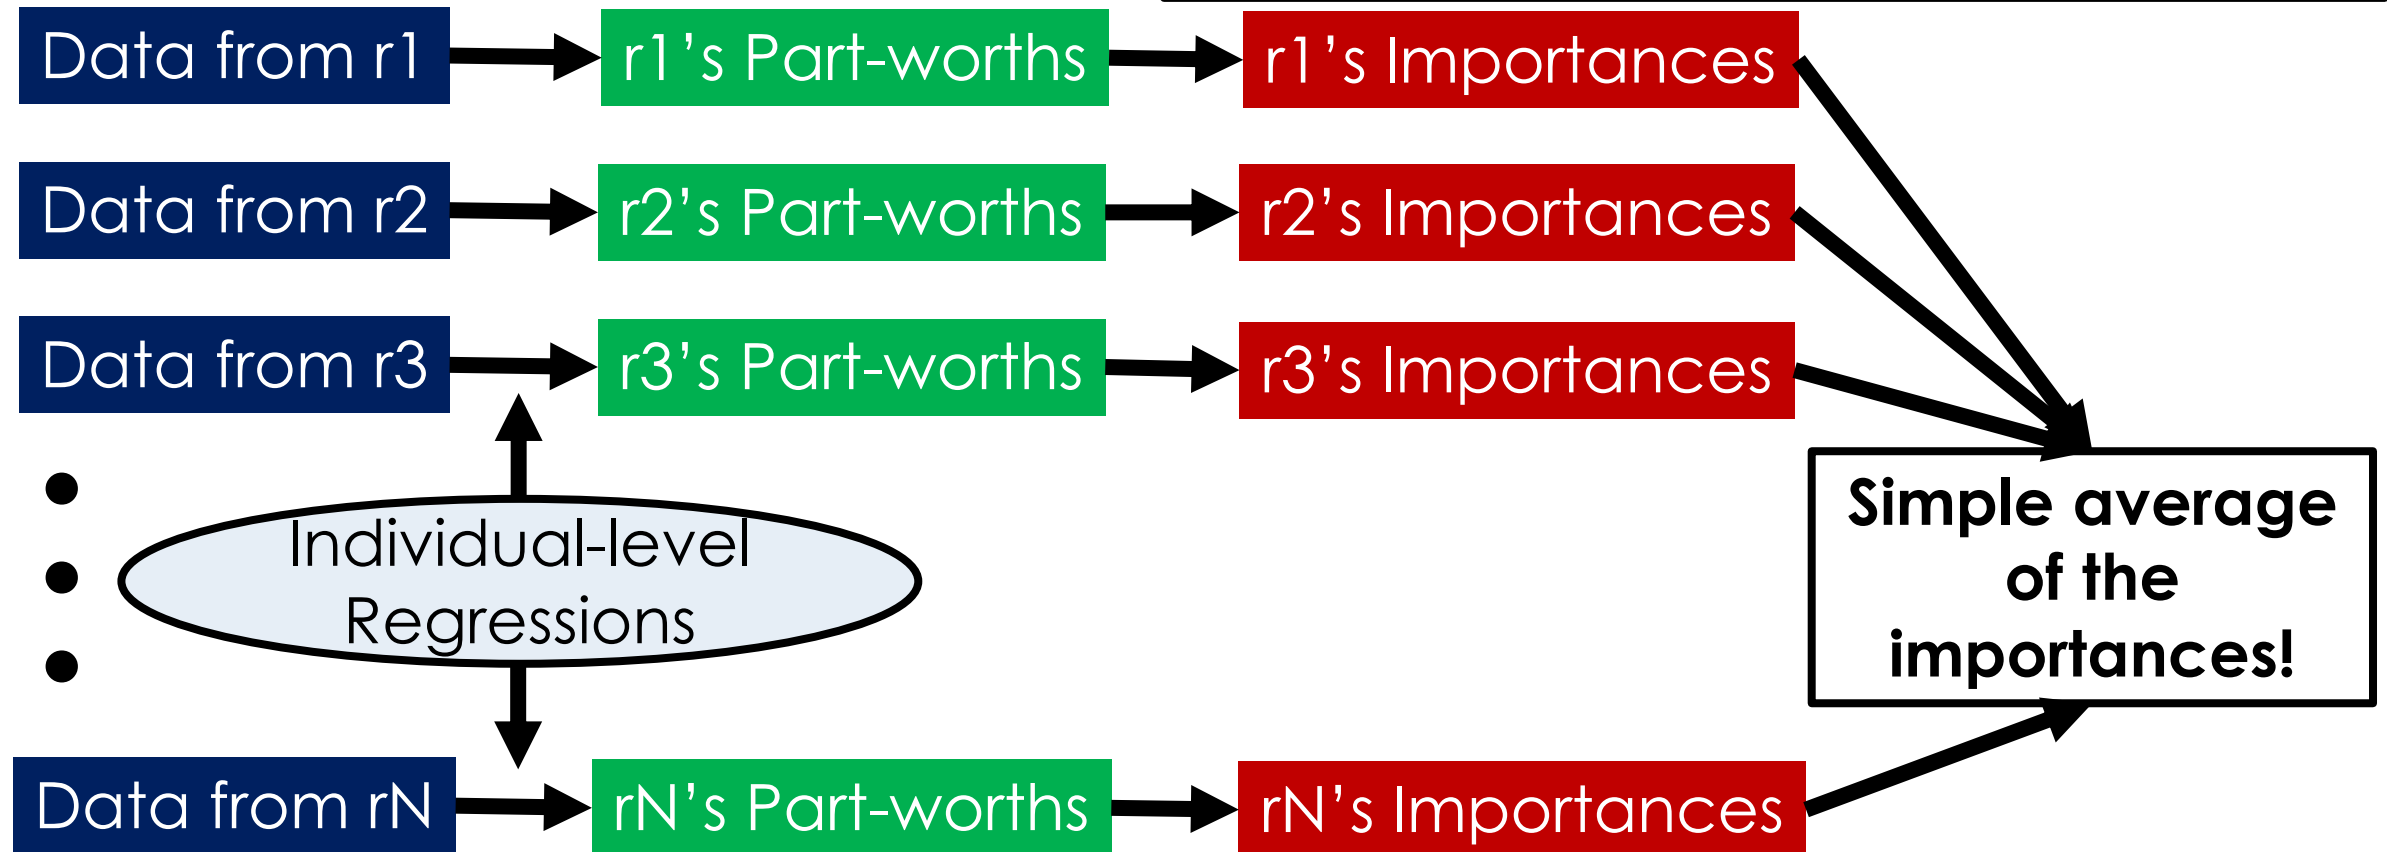 Data from r1
r1's Part-worths
r1's Importances
Data from r2
r2's Part-worths
r2's Importances
Data from r3
r3's Part-worths
r3's Importances
Individual-level
Regressions
Simple average
of the
importances!
Data from rN
rN's Part-worths
rN's Importances